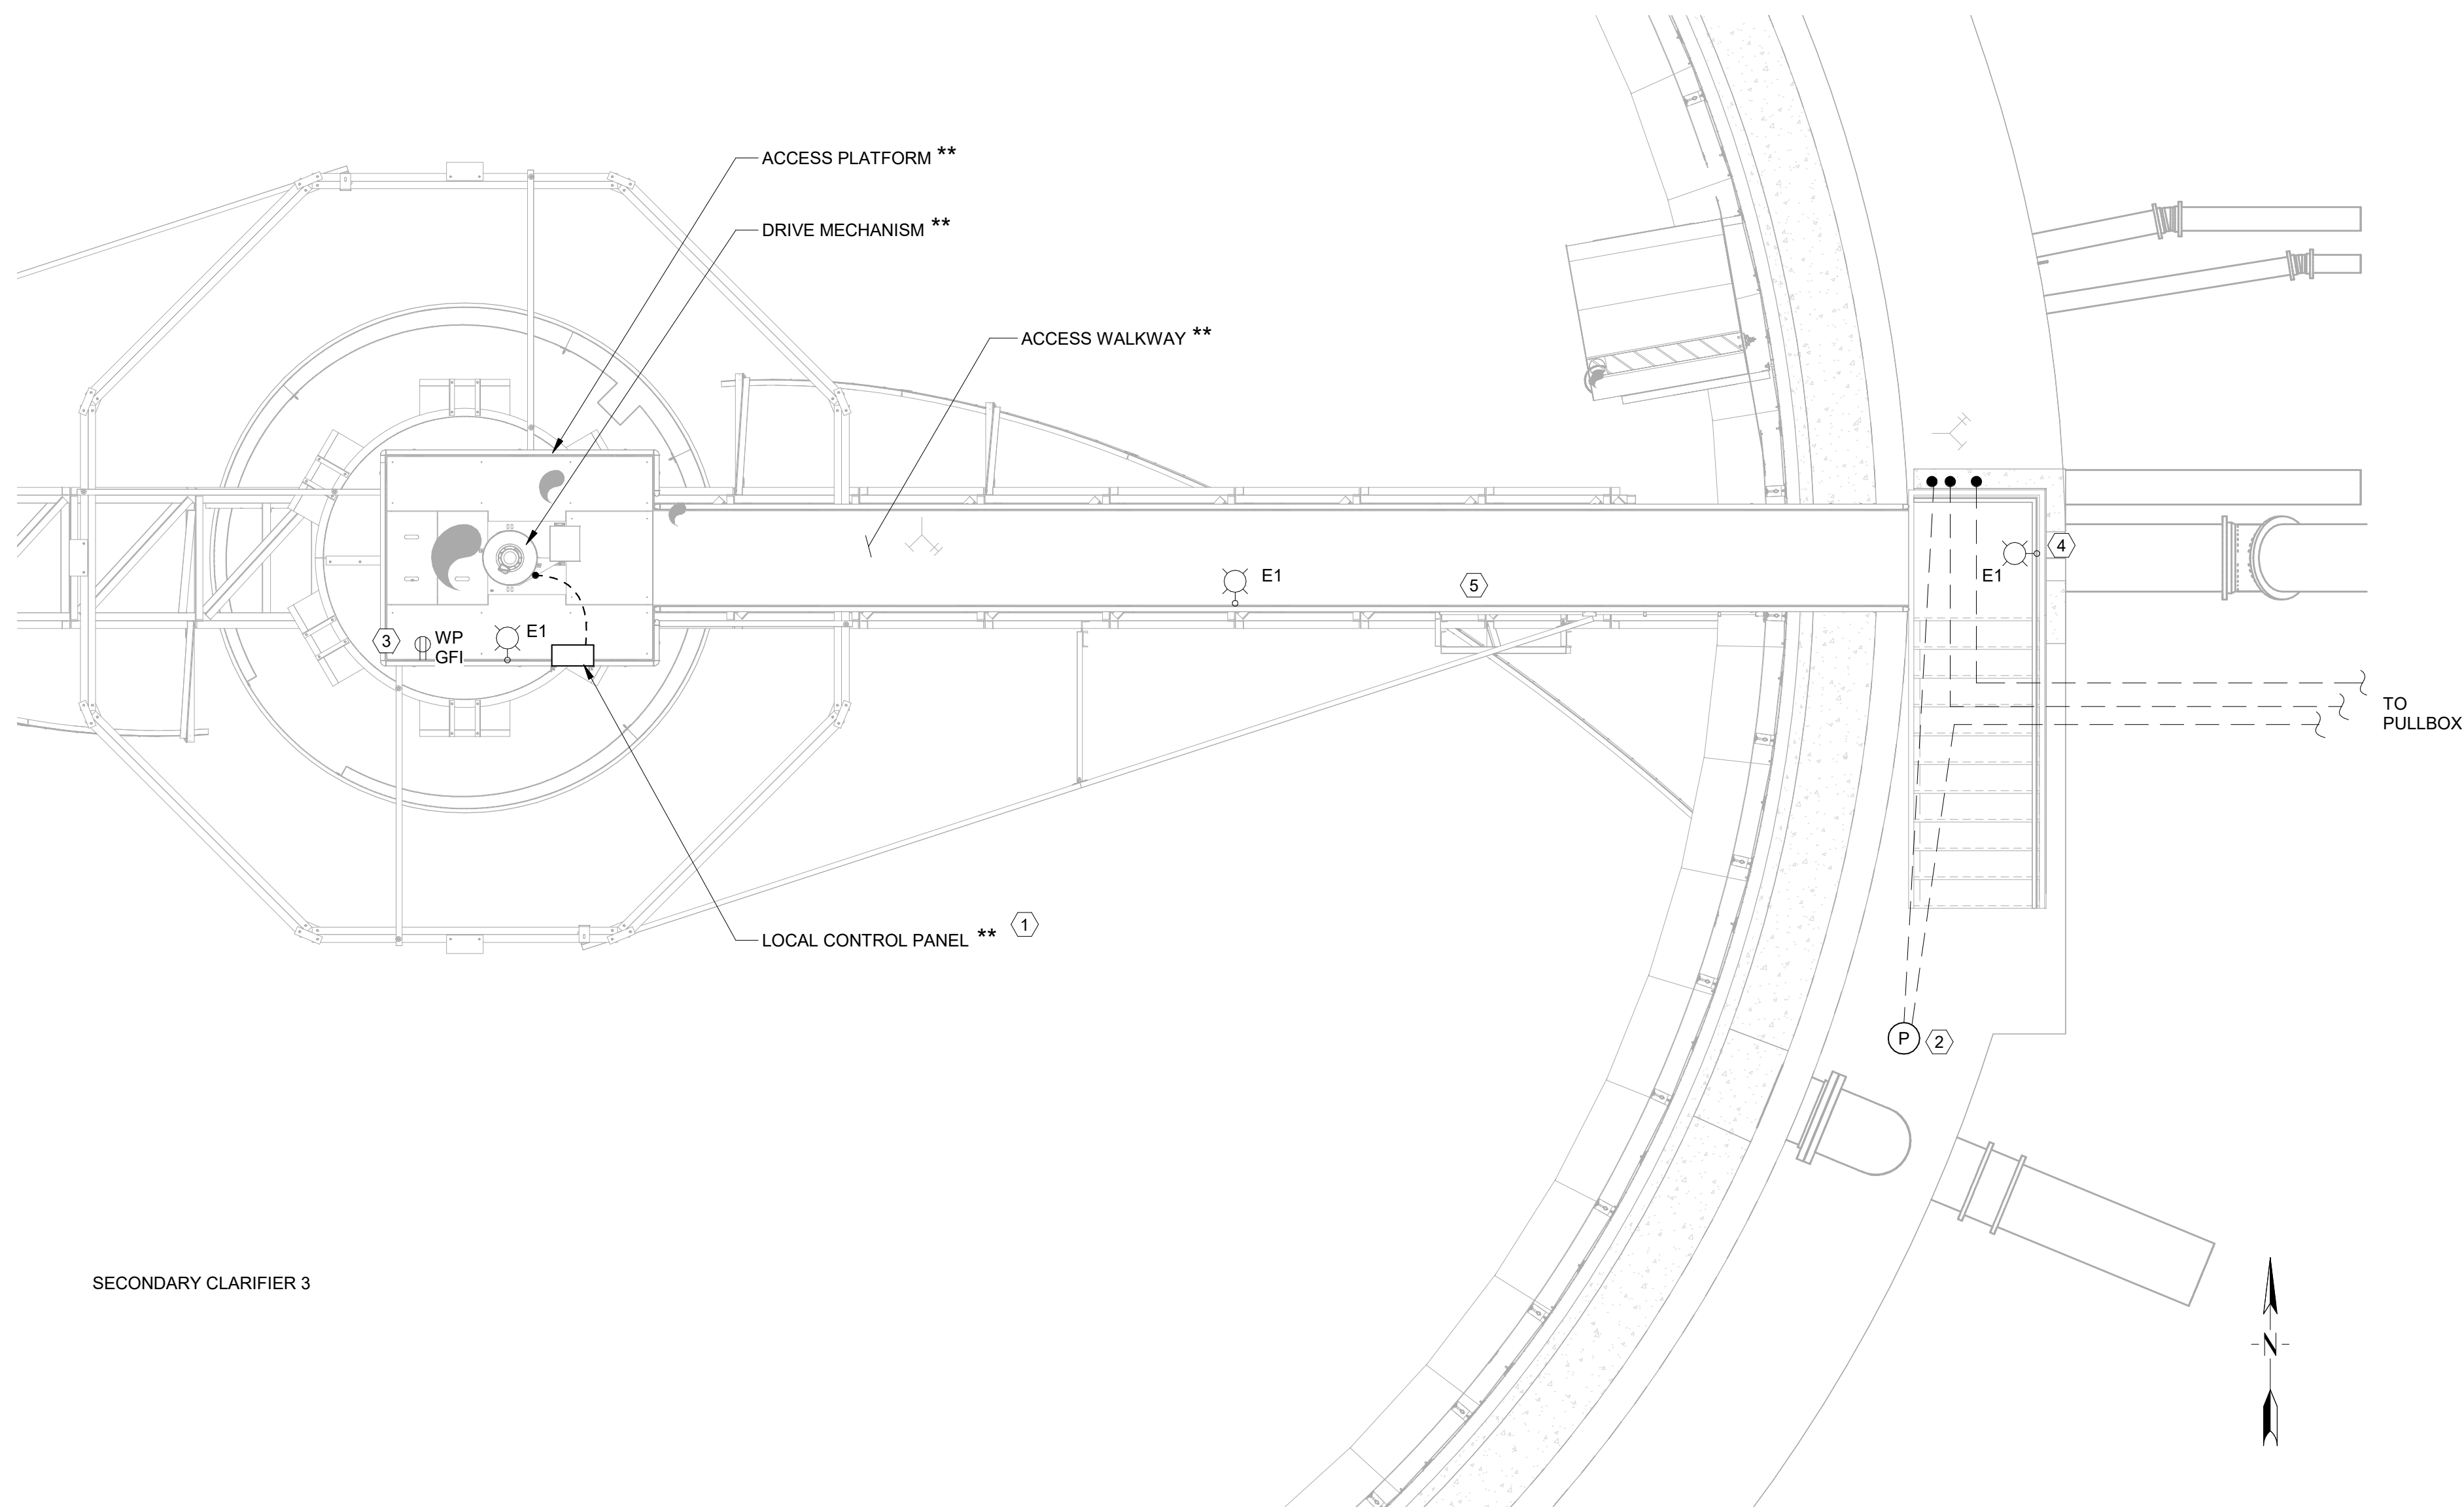 ACCESS PLATFORM **
DRIVE MECHANISM **
ACCESS WALKWAY **
4
E1
E1
5
E1
3
WP
GFI
TO
PULLBOX
LOCAL CONTROL PANEL ** 1
P 2
SECONDARY CLARIFIER 3
N